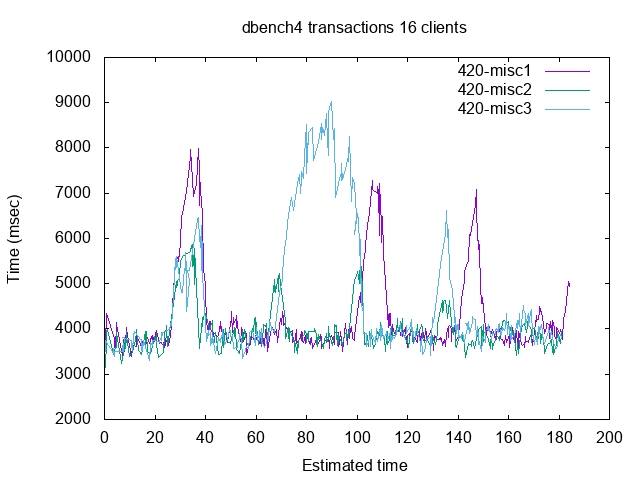 dbench4 transactions 16 clients
10000
9000
8000
7000
6000
5000
4000
3000
2000
Time (msec)
420-misc1
420-misc2
420-misc3
0 20 40 60 80 100 120 140 160 180 200
Estimated time